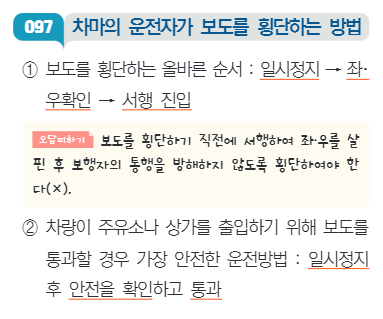 097 차마의 운전자가 보도를 횡단하는 방법
① 보도를 횡단하는 올바른 순서 : 일시정지 → 좌·
우확인 → 서행 진입
오답피하기 보도를 횡단하기 직전에 서행하여 좌·우를 살
핀 후 보행자의 통행을 방해하지 않도록 횡단하여야 한
다(×).
② 차량이 주유소나 상가를 출입하기 위해 보도를
통과할 경우 가장 안전한 운전방법 : 일시정지
후 안전을 확인하고 통과